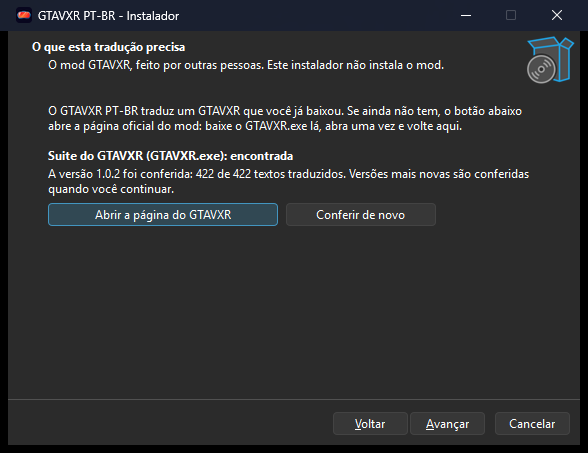 GTAVXR PT-BR - Instalador
O que esta tradução precisa
O mod GTAVXR, feito por outras pessoas. Este instalador não instala o mod.
O GTAVXR PT-BR traduz um GTAVXR que você já baixou. Se ainda não tem, o botão abaixo
abre a página oficial do mod: baixe o GTAVXR.exe lá, abra uma vez e volte aqui.
Suite do GTAVXR (GTAVXR.exe): encontrada
A versão 1.0.2 foi conferida: 422 de 422 textos traduzidos. Versões mais novas são conferidas
quando você continuar.
Abrir a página do GTAVXR
Conferir de novo
Voltar
Avançar
Cancelar